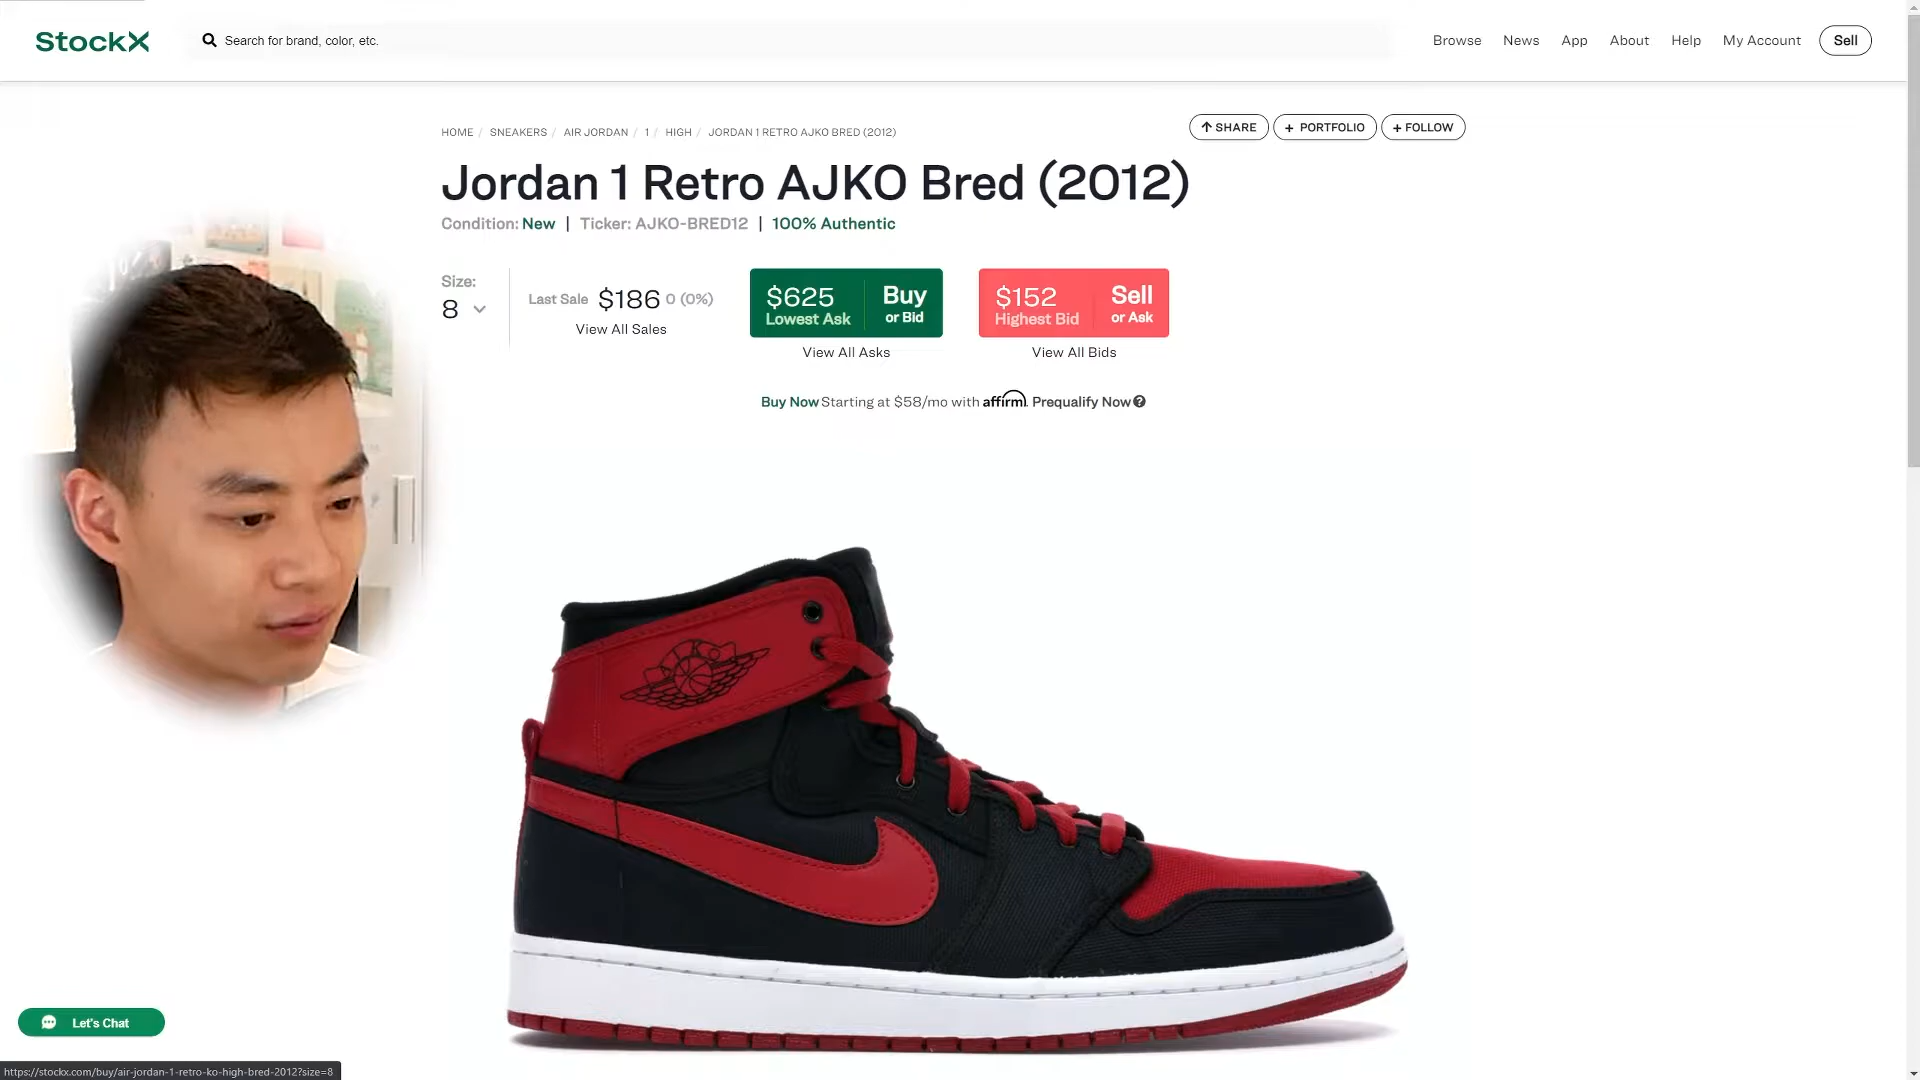 StockX
Search for brand, color, etc.
Browse News App About Help My Account Sell
HOME / SNEAKERS / AIR JORDAN / 1 / HIGH / JORDAN 1 RETRO AJKO BRED (2012)
SHARE
+ PORTFOLIO
+ FOLLOW
Jordan 1 Retro AJKO Bred (2012)
Condition: New | Ticker: AJKO-BRED12 | 100% Authentic
Size:
8
Last Sale $186 0 (0%)
View All Sales
$625 Buy
Lowest Ask or Bid
View All Asks
$152 Sell
Highest Bid or Ask
View All Bids
Buy Now Starting at $58/mo with affirm. Prequalify Now
Let's Chat
https://stockx.com/buy/air-jordan-1-retro-ko-high-bred-2012?size=8